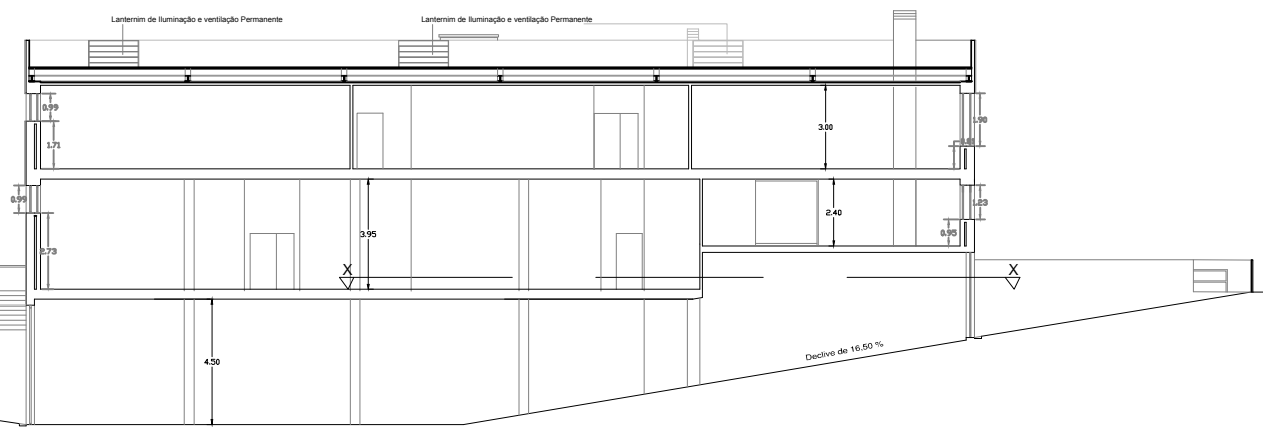 Lanternim de Iluminação e ventilação Permanente
Lanternim de Iluminação e ventilação Permanente
0.99
1.71
3.00
1.90
0.99
2.73
3.95
2.40
1.23
0.95
X
X
4.50
Declive de 16,50 %